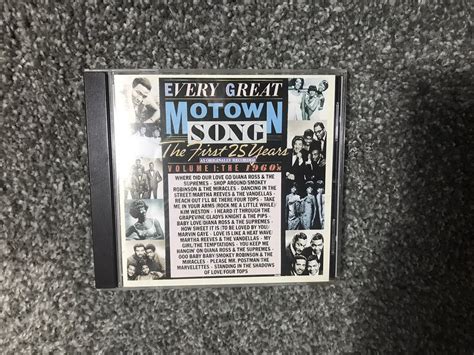 EVERY GREAT
MOTOWN
SONG
The First 25 Years
AS ORIGINALLY RECORDED
VOLUME 1: THE 1960's
WHERE DID OUR LOVE GO/DIANA ROSS & THE
SUPREMES - SHOP AROUND/SMOKEY
ROBINSON & THE MIRACLES - DANCING IN THE
STREET/MARTHA REEVES & THE VANDELLAS
REACH OUT I'LL BE THERE/FOUR TOPS - TAKE
ME IN YOUR ARMS (ROCK ME A LITTLE WHILE)/
KIM WESTON - I HEARD IT THROUGH THE
GRAPEVINE/GLADYS KNIGHT & THE PIPS
BABY LOVE/DIANA ROSS & THE SUPREMES -
HOW SWEET IT IS (TO BE LOVED BY YOU)/
MARVIN GAYE - LOVE IS LIKE A HEAT WAVE/
MARTHA REEVES & THE VANDELLAS - MY
GIRL/THE TEMPTATIONS - YOU KEEP ME
HANGIN' ON/DIANA ROSS & THE SUPREMES -
OOO BABY BABY/SMOKEY ROBINSON & THE
MIRACLES - PLEASE MR. POSTMAN/THE
MARVELETTES - STANDING IN THE SHADOWS
OF LOVE/FOUR TOPS